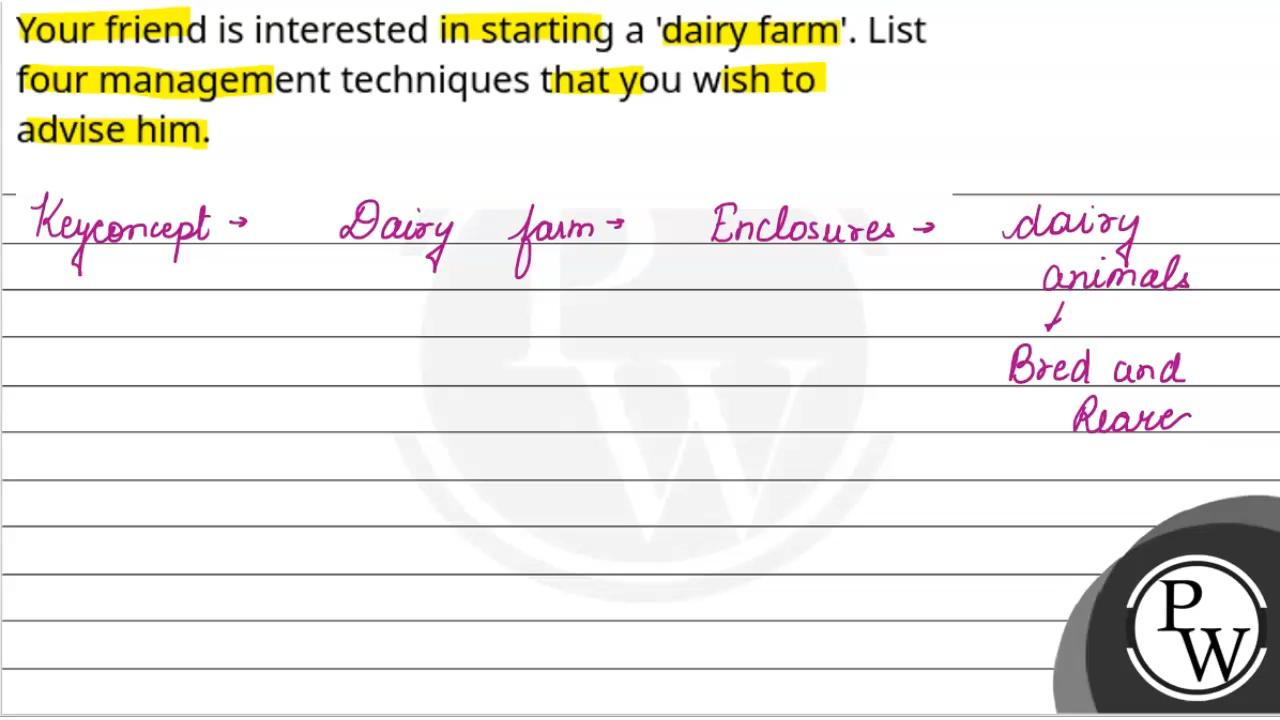 Your friend is interested in starting a 'dairy farm'. List
four management techniques that you wish to
advise him.
Keyconcept → Dairy farm → Enclosures → dairy
animals
↓
Bred and
Reare
PW
PW